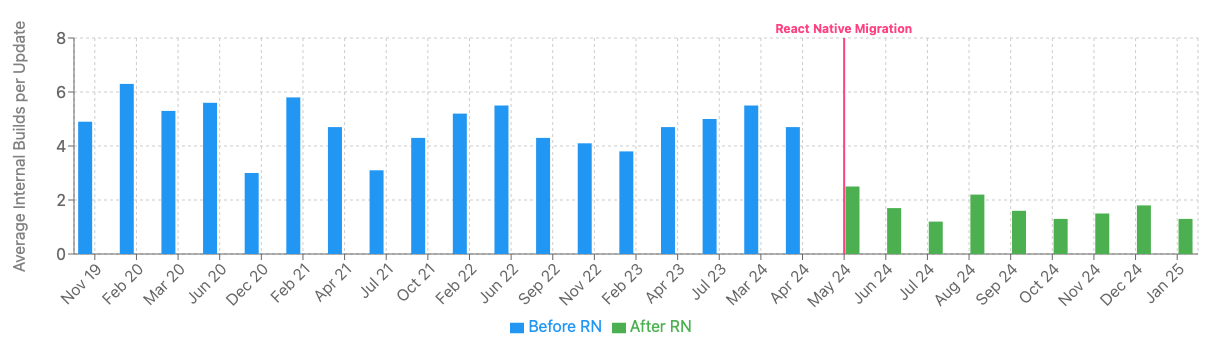 React Native Migration
Average Internal Builds per Update
8
6
4
2
0
Nov 19
Feb 20
Mar 20
Jun 20
Dec 20
Feb 21
Apr 21
Jul 21
Oct 21
Feb 22
Jun 22
Sep 22
Nov 22
Feb 23
Apr 23
Jul 23
Mar 24
Apr 24
May 24
Jun 24
Jul 24
Aug 24
Sep 24
Oct 24
Nov 24
Dec 24
Jan 25
Before RN
After RN